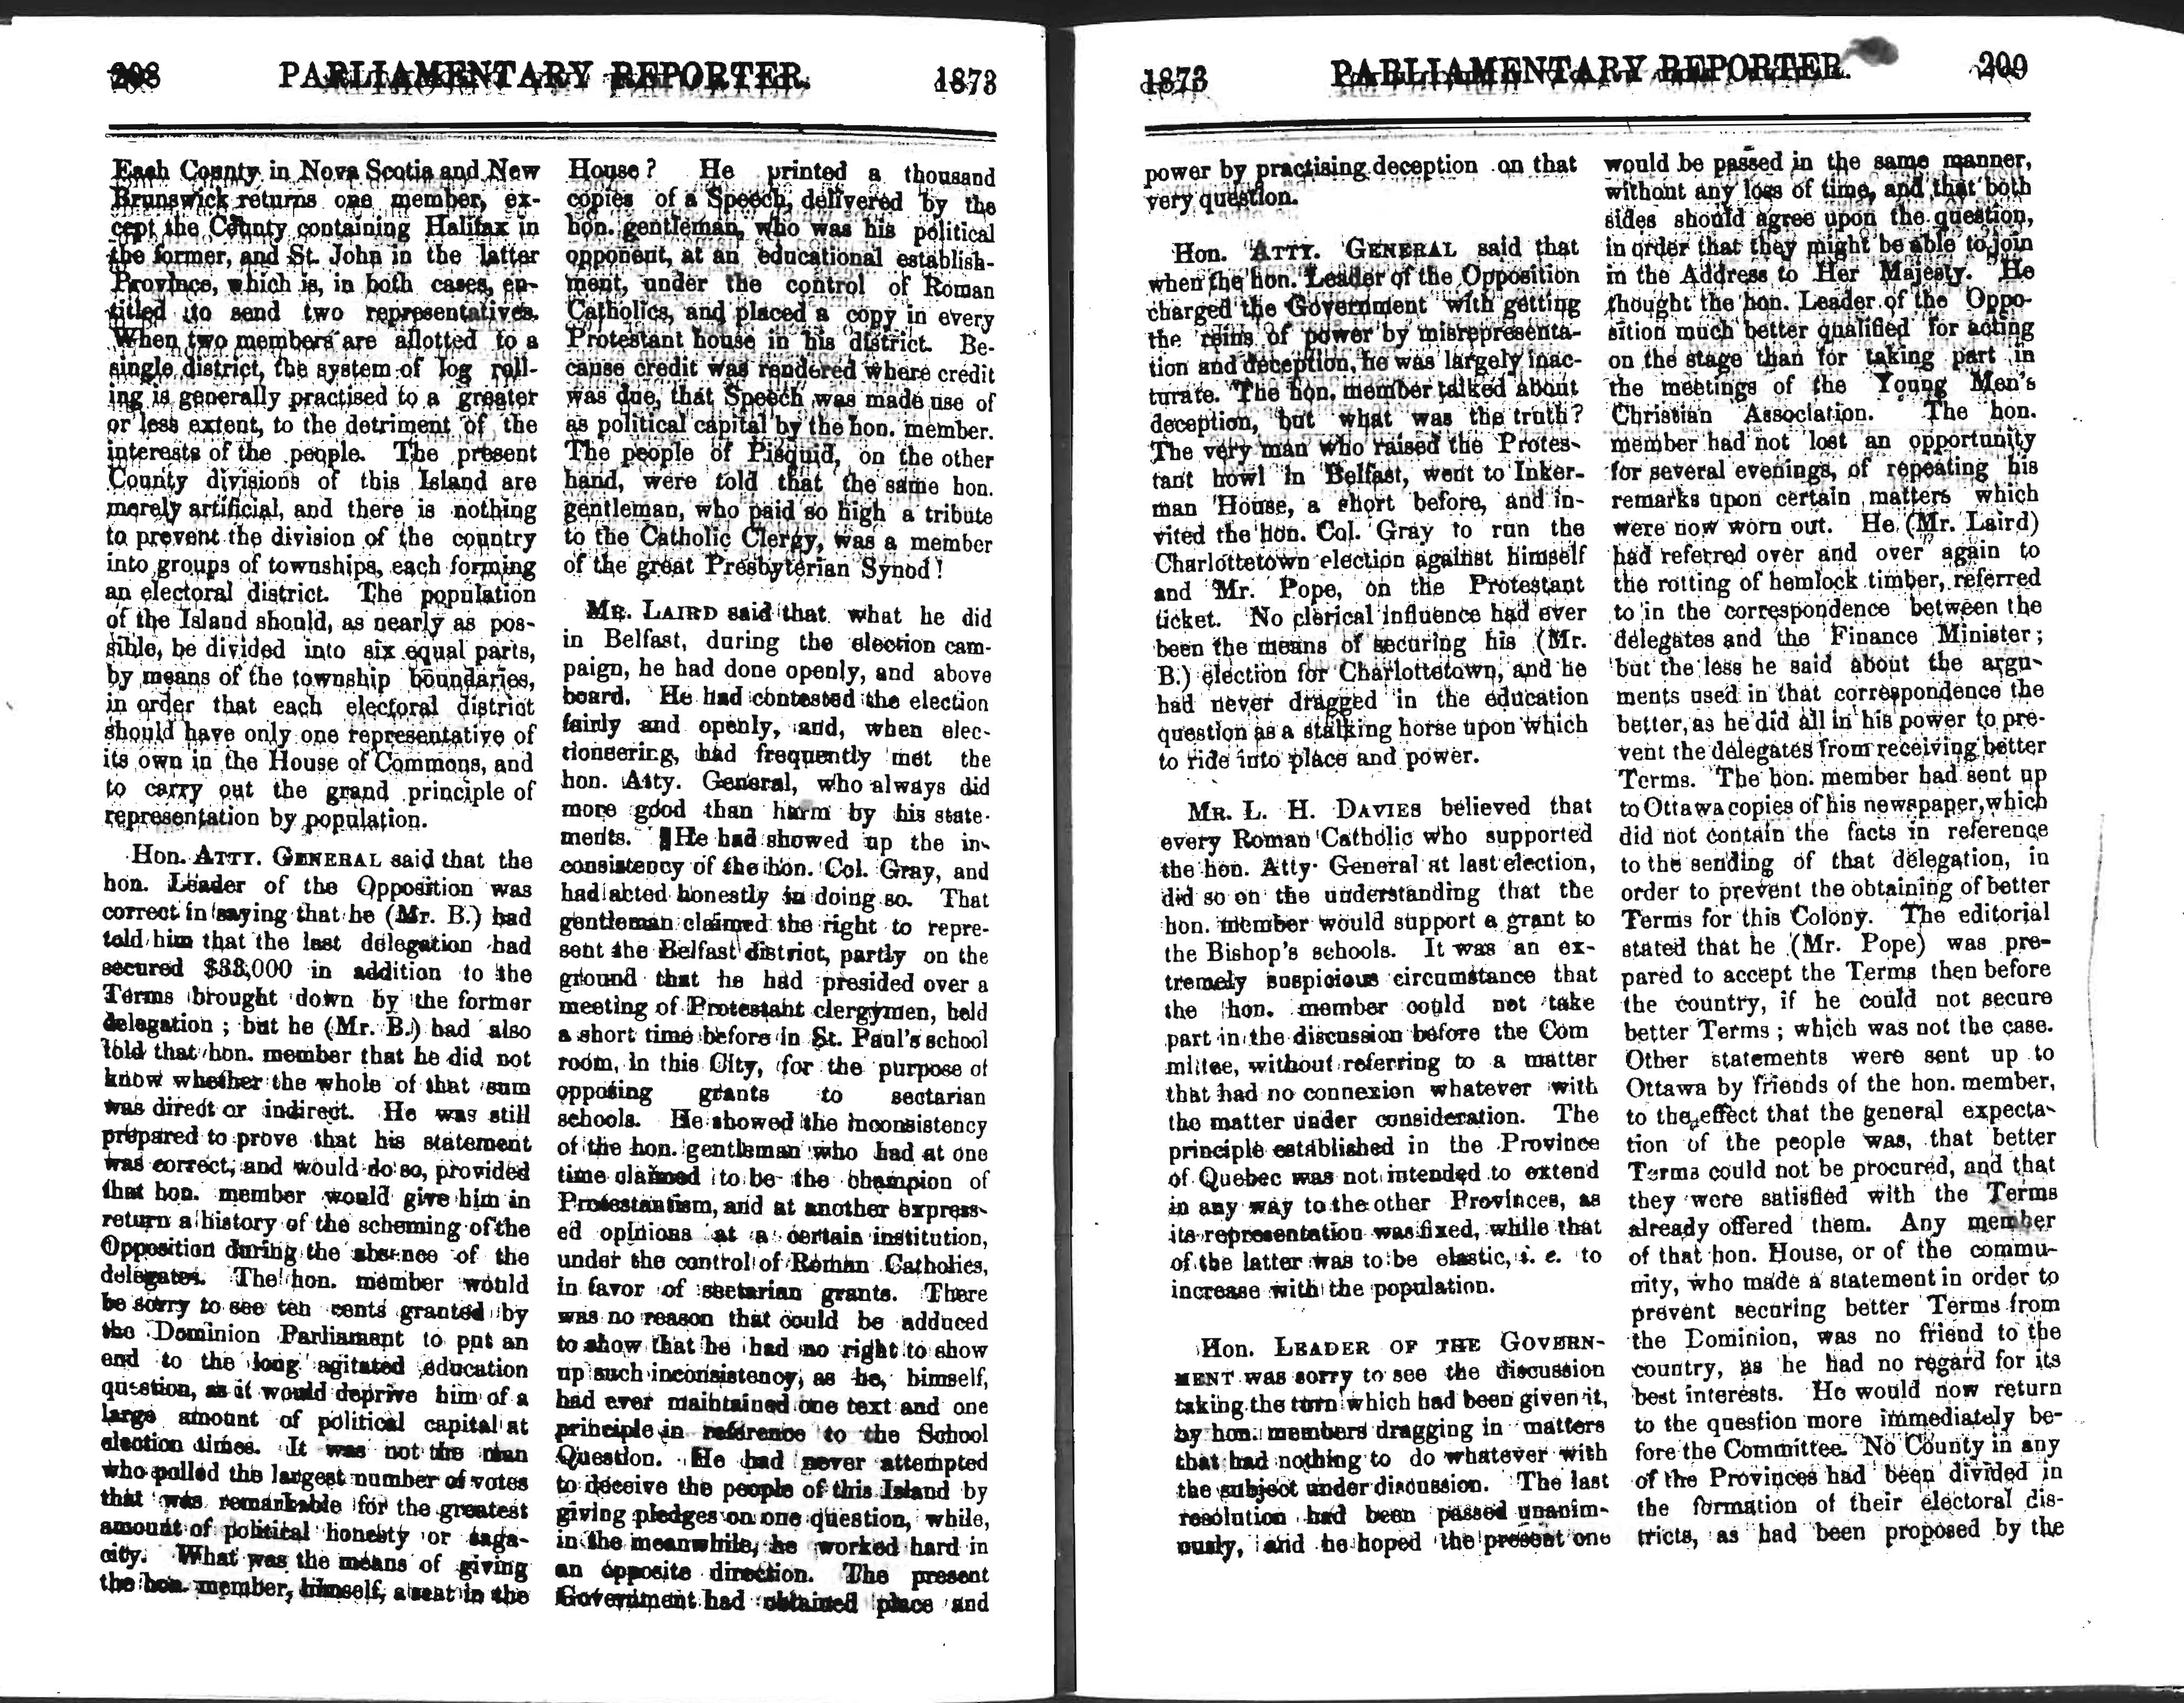 208 PARLIAMENTARY REPORTER. 1873
Each County in Nova Scotia and New
Brunswick returns one member, ex-
cept the County containing Halifax in
the former, and St. John in the latter
Province, which is, in both cases, en-
titled to send two representatives.
When two members are allotted to a
single district, the system of log roll-
ing is generally practised to a greater
or less extent, to the detriment of the
interests of the people. The present
County divisions of this Island are
merely artificial, and there is nothing
to prevent the division of the country
into groups of townships, each forming
an electoral district. The population
of the Island should, as nearly as pos-
sible, be divided into six equal parts,
by means of the township boundaries,
in order that each electoral district
should have only one representative of
its own in the House of Commons, and
to carry out the grand principle of
representation by population.
Hon. ATTY. GENERAL said that the
hon. Leader of the Opposition was
correct in saying that he (Mr. B.) had
told him that the last delegation had
secured $33,000 in addition to the
Terms brought down by the former
delegation ; but he (Mr. B.) had also
told that hon. member that he did not
know whether the whole of that sum
was direct or indirect. He was still
prepared to prove that his statement
was correct, and would do so, provided
that hon. member would give him in
return a history of the scheming of the
Opposition during the absence of the
delegates. The hon. member would
be sorry to see ten cents granted by
the Dominion Parliament to put an
end to the long agitated education
question, as it would deprive him of a
large amount of political capital at
election times. It was not the man
who polled the largest number of votes
that was remarkable for the greatest
amount of political honesty or saga-
city. What was the means of giving
the hon. member, himself, a seat in the
House ? He printed a thousand
copies of a Speech, delivered by the
hon. gentleman, who was his political
opponent, at an educational establish-
ment, under the control of Roman
Catholics, and placed a copy in every
Protestant house in his district. Be-
cause credit was rendered where credit
was due, that Speech was made use of
as political capital by the hon. member.
The people of Pisquid, on the other
hand, were told that the same hon.
gentleman, who paid so high a tribute
to the Catholic Clergy, was a member
of the great Presbyterian Synod !
MR. LAIRD said that what he did
in Belfast, during the election cam-
paign, he had done openly, and above
board. He had contested the election
fairly and openly, and, when elec-
tioneering, had frequently met the
hon. Atty. General, who always did
more good than harm by his state-
ments. He had showed up the in-
consistency of the hon. Col. Gray, and
had acted honestly in doing so. That
gentleman claimed the right to repre-
sent the Belfast district, partly on the
ground that he had presided over a
meeting of Protestant clergymen, held
a short time before in St. Paul's school
room, in this City, for the purpose of
opposing grants to sectarian
schools. He showed the inconsistency
of the hon. gentleman who had at one
time claimed to be the champion of
Protestantism, and at another express-
ed opinions at a certain institution,
under the control of Roman Catholics,
in favor of sectarian grants. There
was no reason that could be adduced
to show that he had no right to show
up such inconsistency, as he, himself,
had ever maintained one text and one
principle in reference to the School
Question. He had never attempted
to deceive the people of this Island by
giving pledges on one question, while,
in the meanwhile, he worked hard in
an opposite direction. The present
Government had obtained place and
1873 PARLIAMENTARY REPORTER. 209
power by practising deception on that
very question.
Hon. ATTY. GENERAL said that
when the hon. Leader of the Opposition
charged the Government with getting
the reins of power by misrepresenta-
tion and deception, he was largely inac-
turate. The hon. member talked about
deception, but what was the truth?
The very man who raised the Protes-
tant howl in Belfast, went to Inker-
man House, a short before, and in-
vited the hon. Col. Gray to run the
Charlottetown election against himself
and Mr. Pope, on the Protestant
ticket. No clerical influence had ever
been the means of securing his (Mr.
B.) election for Charlottetown, and he
had never dragged in the education
question as a stalking horse upon which
to ride into place and power.
MR. L. H. DAVIES believed that
every Roman Catholic who supported
the hon. Atty. General at last election,
did so on the understanding that the
hon. member would support a grant to
the Bishop's schools. It was an ex-
tremely suspicious circumstance that
the hon. member could not take
part in the discussion before the Com
mittee, without referring to a matter
that had no connexion whatever with
the matter under consideration. The
principle established in the Province
of Quebec was not intended to extend
in any way to the other Provinces, as
its representation was fixed, while that
of the latter was to be elastic, i. e. to
increase with the population.
Hon. LEADER OF THE GOVERN-
MENT was sorry to see the discussion
taking the turn which had been given it,
by hon. members dragging in matters
that had nothing to do whatever with
the subject under discussion. The last
resolution had been passed unanim-
ously, and he hoped the present one
would be passed in the same manner,
without any loss of time, and that both
sides should agree upon the question,
in order that they might be able to join
in the Address to Her Majesty. He
thought the hon. Leader of the Oppo-
sition much better qualified for acting
on the stage than for taking part in
the meetings of the Young Men's
Christian Association. The hon.
member had not lost an opportunity
for several evenings, of repeating his
remarks upon certain matters which
were now worn out. He (Mr. Laird)
had referred over and over again to
the rotting of hemlock timber, referred
to in the correspondence between the
delegates and the Finance Minister ;
but the less he said about the argu-
ments used in that correspondence the
better, as he did all in his power to pre-
vent the delegates from receiving better
Terms. The hon. member had sent up
to Ottawa copies of his newspaper, which
did not contain the facts in reference
to the sending of that delegation, in
order to prevent the obtaining of better
Terms for this Colony. The editorial
stated that he (Mr. Pope) was pre-
pared to accept the Terms then before
the country, if he could not secure
better Terms ; which was not the case.
Other statements were sent up to
Ottawa by friends of the hon. member,
to the effect that the general expecta-
tion of the people was, that better
Terms could not be procured, and that
they were satisfied with the Terms
already offered them. Any member
of that hon. House, or of the commu-
nity, who made a statement in order to
prevent securing better Terms from
the Dominion, was no friend to the
country, as he had no regard for its
best interests. He would now return
to the question more immediately be-
fore the Committee. No County in any
of the Provinces had been divided in
the formation of their electoral dis-
tricts, as had been proposed by the